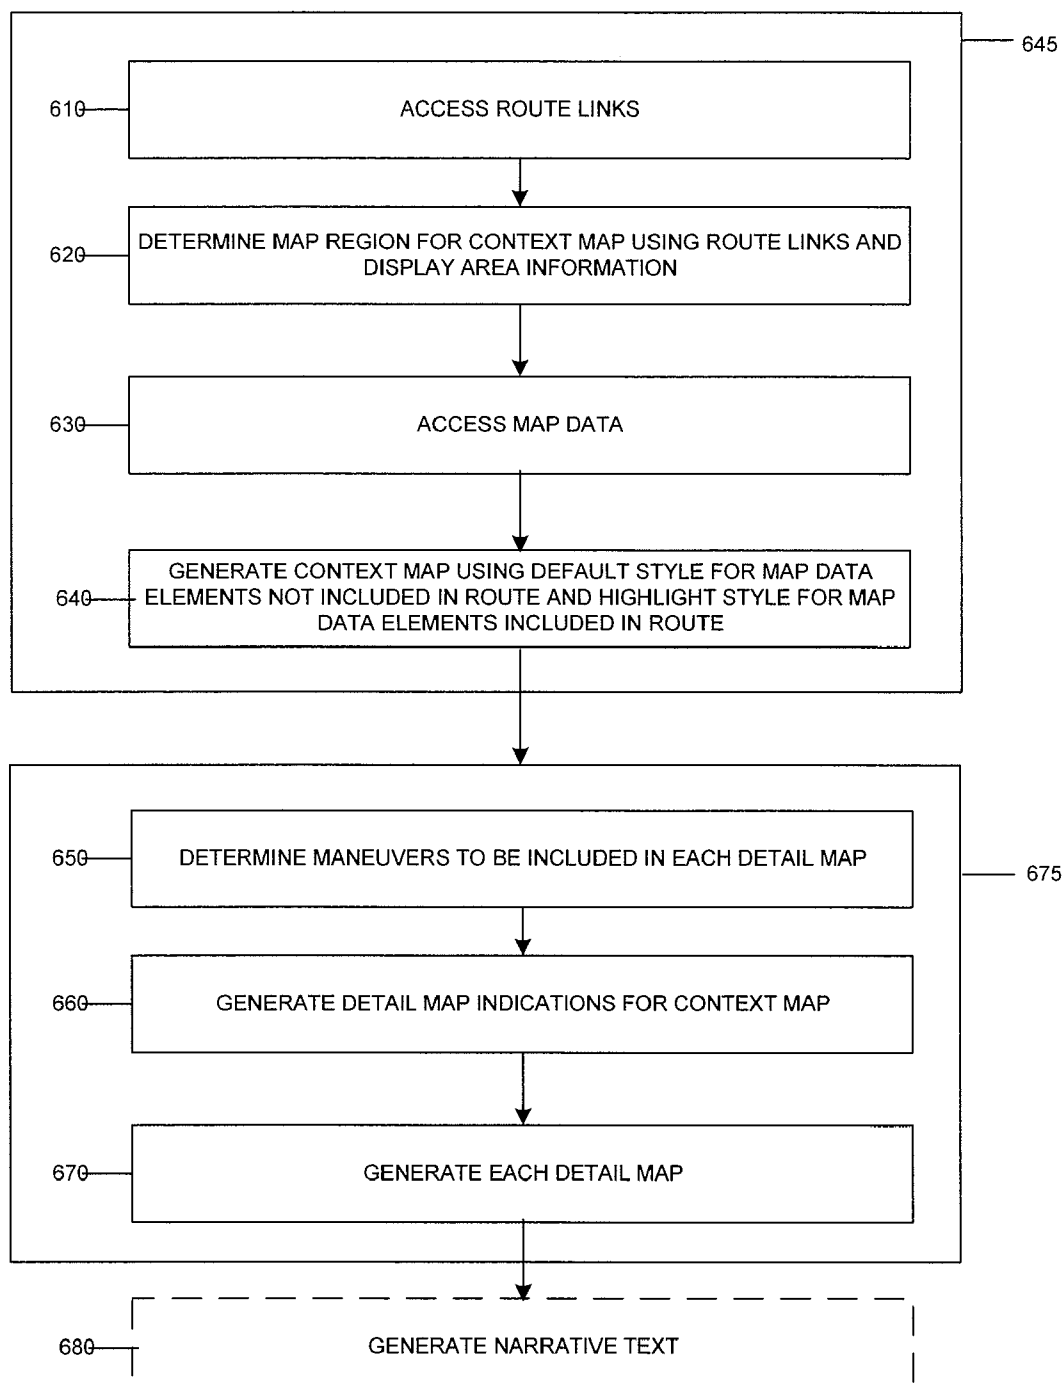 645
610
ACCESS ROUTE LINKS
620
DETERMINE MAP REGION FOR CONTEXT MAP USING ROUTE LINKS AND
DISPLAY AREA INFORMATION
630
ACCESS MAP DATA
640
GENERATE CONTEXT MAP USING DEFAULT STYLE FOR MAP DATA
ELEMENTS NOT INCLUDED IN ROUTE AND HIGHLIGHT STYLE FOR MAP
DATA ELEMENTS INCLUDED IN ROUTE
650
DETERMINE MANEUVERS TO BE INCLUDED IN EACH DETAIL MAP
675
660
GENERATE DETAIL MAP INDICATIONS FOR CONTEXT MAP
670
GENERATE EACH DETAIL MAP
680
GENERATE NARRATIVE TEXT